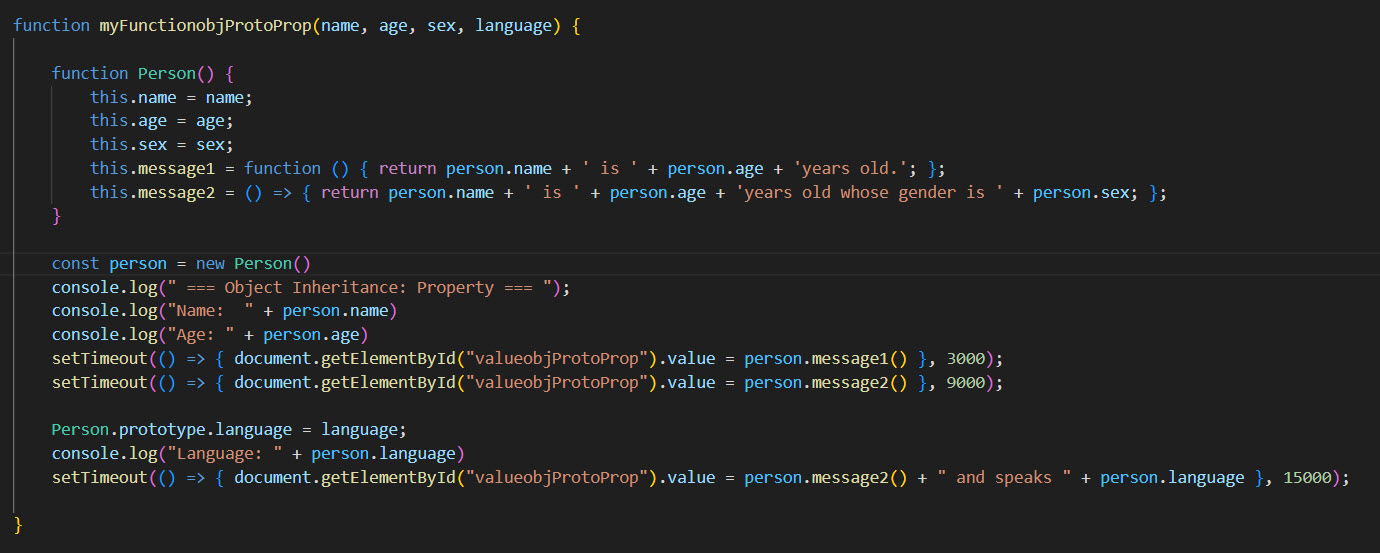 function myFunctionobjProtoProp(name, age, sex, language) {
function Person() {
this.name = name;
this.age = age;
this.sex = sex;
this.message1 = function () { return person.name + ' is ' + person.age + 'years old.'; };
this.message2 = () => { return person.name + ' is ' + person.age + 'years old whose gender is ' + person.sex; };
}
const person = new Person()
console.log(" === Object Inheritance: Property === ");
console.log("Name:  " + person.name)
console.log("Age: " + person.age)
setTimeout(() => { document.getElementById("valueobjProtoProp").value = person.message1() }, 3000);
setTimeout(() => { document.getElementById("valueobjProtoProp").value = person.message2() }, 9000);
Person.prototype.language = language;
console.log("Language: " + person.language)
setTimeout(() => { document.getElementById("valueobjProtoProp").value = person.message2() + " and speaks " + person.language }, 15000);
}